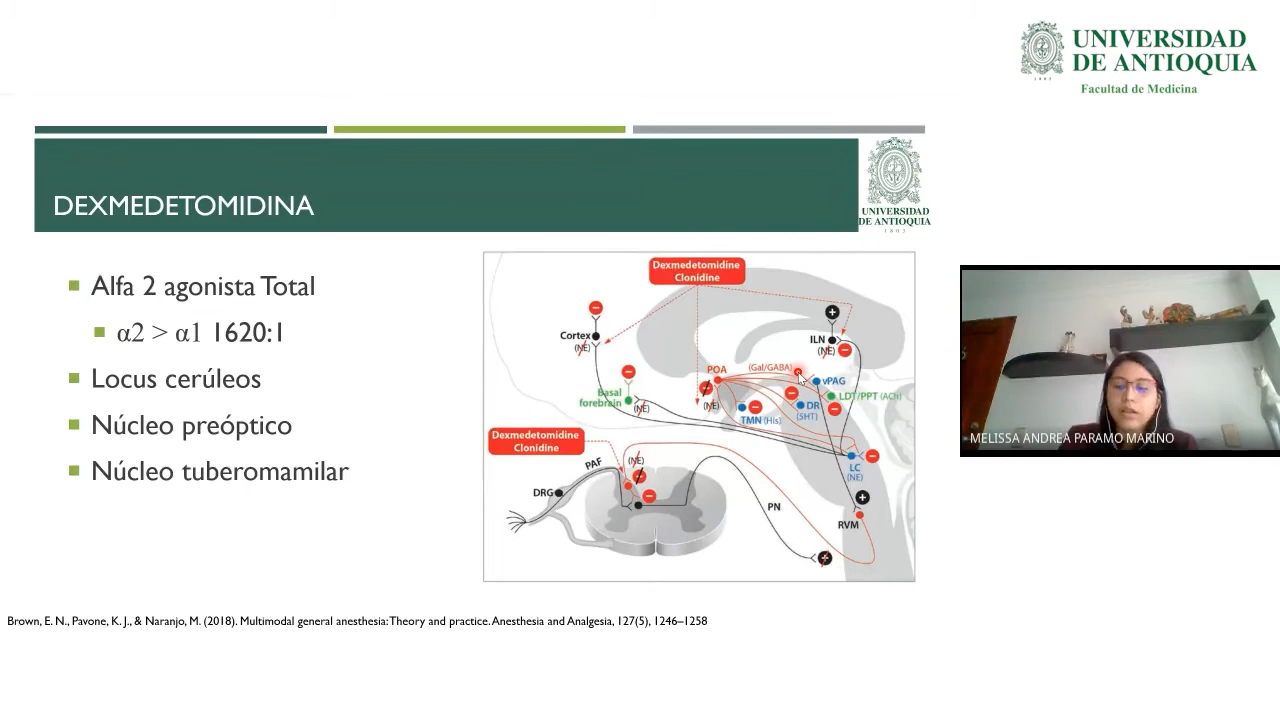 UNIVERSIDAD
DE ANTIOQUIA
1803
Facultad de Medicina
DEXMEDETOMIDINA
UNIVERSIDAD
DE ANTIOQUIA
1803
Alfa 2 agonista Total
α2 > α1 1620:1
Locus cerúleos
Núcleo preóptico
Núcleo tuberomamilar
Dexmedetomidine
Clonidine
Cortex
(NE)
ILN
(NE)
POA
(Gal/GABA)
vPAG
Basal
forebrain
(NE)
(NE)
LDT/PPT (ACh)
DR
(5HT)
TMN (His)
Dexmedetomidine
Clonidine
LC
(NE)
PAF
(NE)
DRG
PN
RVM
MELISSA ANDREA PARAMO MARINO
Brown, E. N., Pavone, K. J., & Naranjo, M. (2018). Multimodal general anesthesia: Theory and practice. Anesthesia and Analgesia, 127(5), 1246–1258